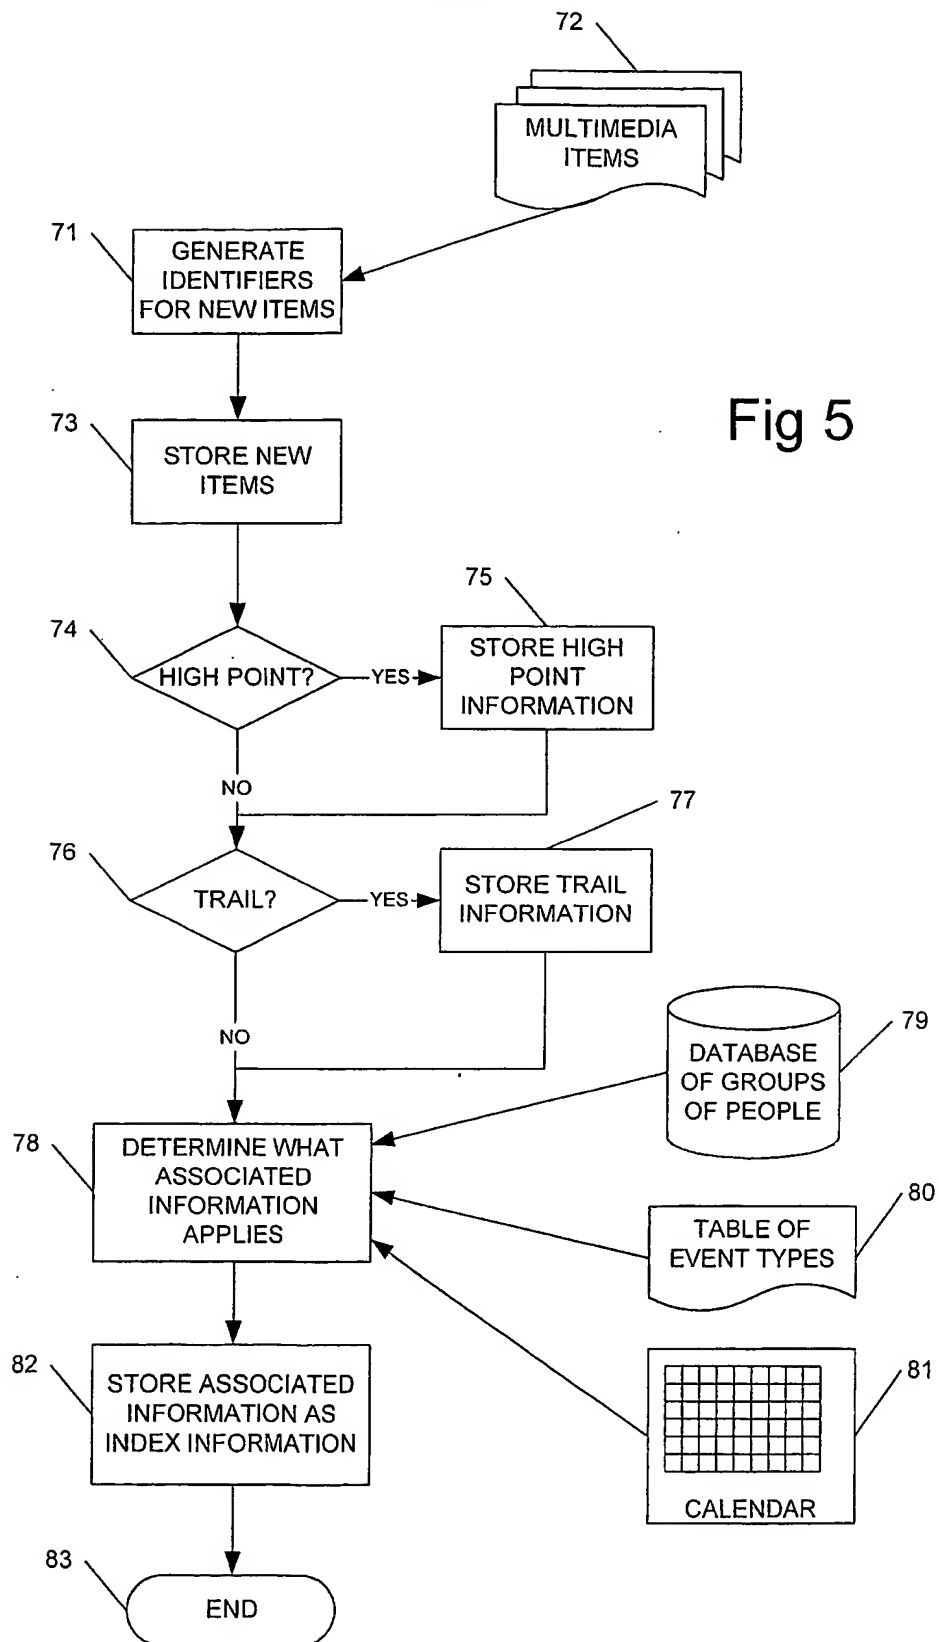 72
MULTIMEDIA
ITEMS
71
GENERATE
IDENTIFIERS
FOR NEW ITEMS
73
STORE NEW
ITEMS
Fig 5
74
HIGH POINT?
YES
75
STORE HIGH
POINT
INFORMATION
NO
76
TRAIL?
YES
77
STORE TRAIL
INFORMATION
NO
78
DETERMINE WHAT
ASSOCIATED
INFORMATION
APPLIES
79
DATABASE
OF GROUPS
OF PEOPLE
80
TABLE OF
EVENT TYPES
81
CALENDAR
82
STORE ASSOCIATED
INFORMATION AS
INDEX INFORMATION
83
END